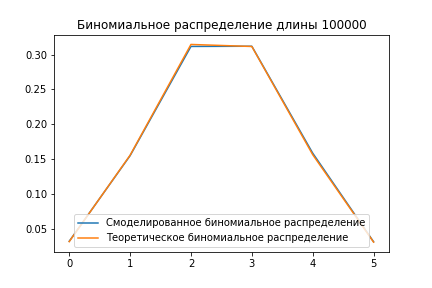 Биномиальное распределение длины 100000
0.30
0.25
0.20
0.15
0.10
0.05
Смоделированное биномиальное распределение
Теоретическое биномиальное распределение
0 1 2 3 4 5